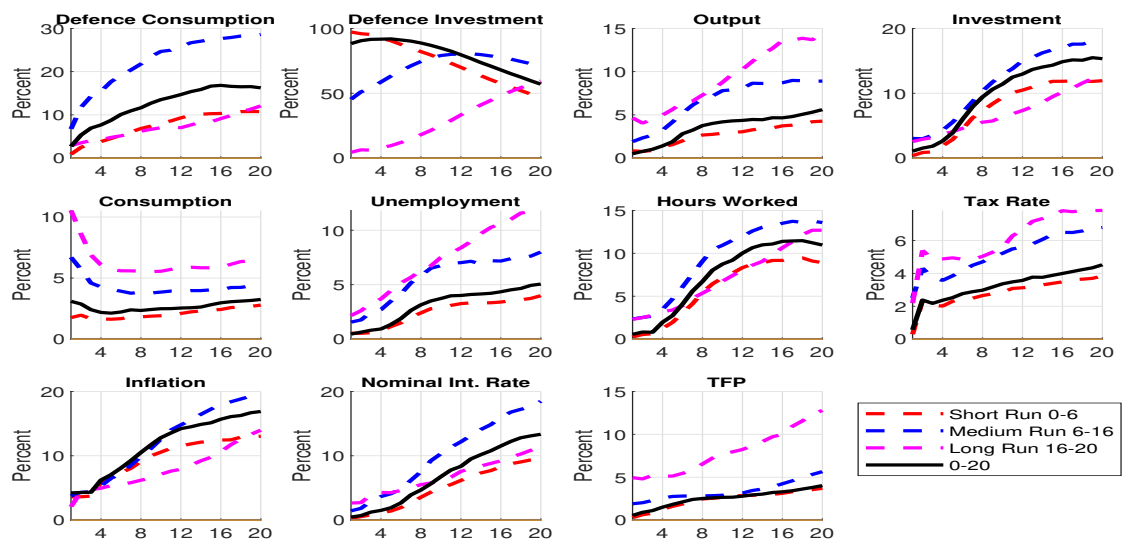 Defence Consumption
Defence Investment
Output
Investment
Percent
30
20
10
0
4 8 12 16 20
Percent
100
50
0
4 8 12 16 20
Percent
15
10
5
0
4 8 12 16 20
Percent
20
10
0
4 8 12 16 20
Consumption
Unemployment
Hours Worked
Tax Rate
Percent
10
5
0
4 8 12 16 20
Percent
10
5
0
4 8 12 16 20
Percent
15
10
5
0
4 8 12 16 20
Percent
6
4
2
0
4 8 12 16 20
Inflation
Nominal Int. Rate
TFP
Percent
20
10
0
4 8 12 16 20
Percent
20
15
10
5
0
4 8 12 16 20
Percent
15
10
5
0
4 8 12 16 20
Short Run 0-6
Medium Run 6-16
Long Run 16-20
0-20